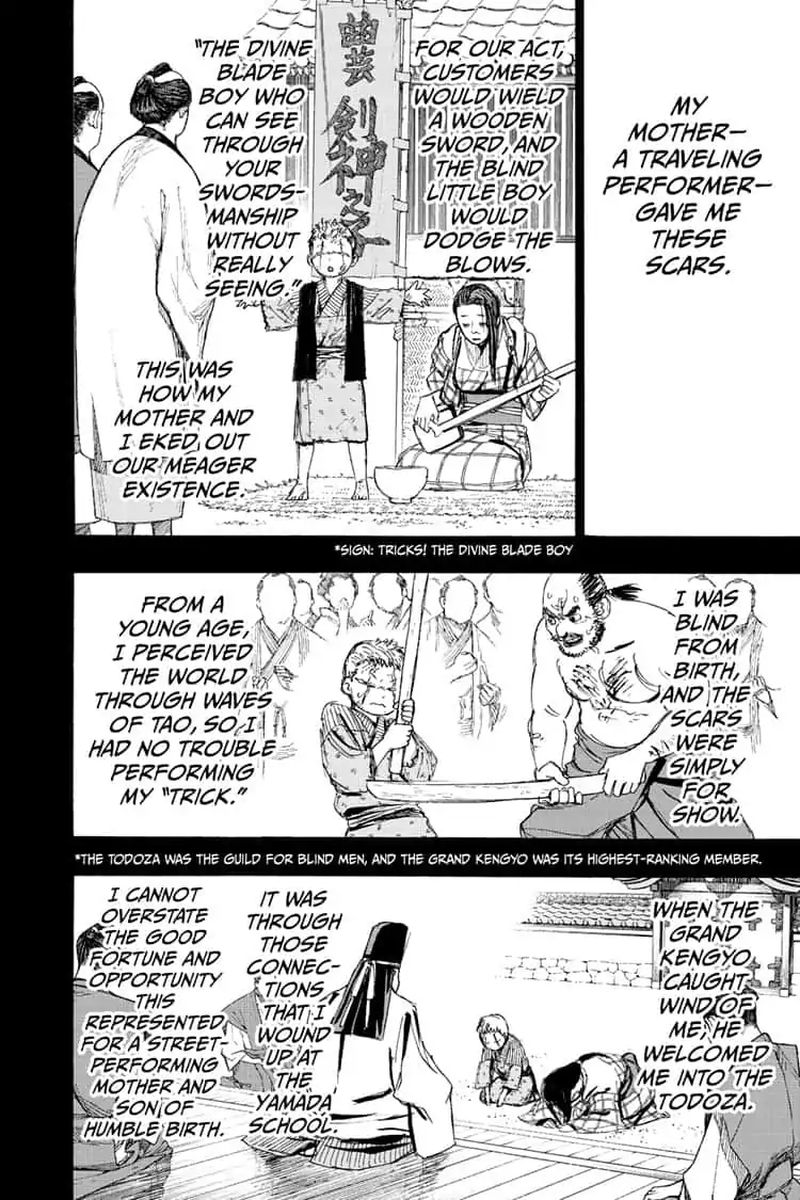 MY
MOTHER—
A TRAVELING
PERFORMER—
GAVE ME
THESE
SCARS.
FOR OUR ACT,
CUSTOMERS
WOULD WIELD
A WOODEN
SWORD, AND
THE BLIND
LITTLE BOY
WOULD
DODGE THE
BLOWS.
"THE DIVINE
BLADE
BOY WHO
CAN SEE
THROUGH
YOUR
SWORDS-
MANSHIP
WITHOUT
REALLY
SEEING."
曲芸 剣神之子
THIS WAS
HOW MY
MOTHER AND
I EKED OUT
OUR MEAGER
EXISTENCE.
*SIGN: TRICKS! THE DIVINE BLADE BOY
I WAS
BLIND
FROM
BIRTH,
AND THE
SCARS
WERE
SIMPLY
FOR
SHOW.
FROM A
YOUNG AGE,
I PERCEIVED
THE WORLD
THROUGH WAVES
OF TAO, SO I
HAD NO TROUBLE
PERFORMING
MY "TRICK."
*THE TODOZA WAS THE GUILD FOR BLIND MEN, AND THE GRAND KENGYO WAS ITS HIGHEST-RANKING MEMBER.
WHEN THE
GRAND
KENGYO
CAUGHT
WIND OF
ME, HE
WELCOMED
ME INTO THE
TODOZA.
IT WAS
THROUGH
THOSE
CONNEC-
TIONS
THAT I
WOUND
UP AT
THE
YAMADA
SCHOOL.
I CANNOT
OVERSTATE
THE GOOD
FORTUNE AND
OPPORTUNITY
THIS
REPRESENTED
FOR A STREET-
PERFORMING
MOTHER AND
SON OF
HUMBLE BIRTH.